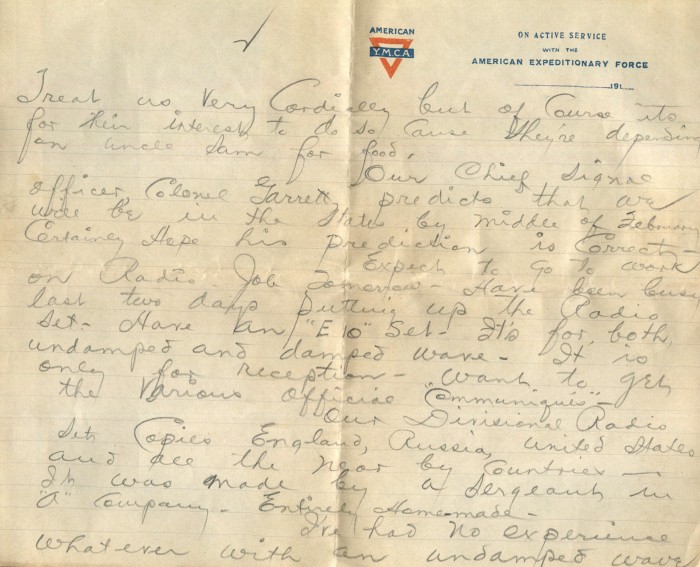 AMERICAN
Y.M.C.A
ON ACTIVE SERVICE
WITH THE
AMERICAN EXPEDITIONARY FORCE
191
Treat us Very Cordially but of Course its
for their interest to do so cause they're depending
on uncle Sam for food.
Our Chief Signal
officer, Colonel Garrett, predicts that we
will be in the States by middle of February
Certainly Hope his prediction is Correct -
Expect to Go to work
on Radio Job Tomorrow - Have been busy
last two days putting up the Radio
Set - Have an "E10" Set - It's for both
undamped and damped wave - It is
only for reception - want to get
the Various Official "Communiqués" -
Our Divisional Radio
Set Copies England, Russia, United States
and all the near by Countries -
It was made by a Sergeant in
"A" Company - Entirely Home-made -
I've had no experience
whatever with an undamped wave